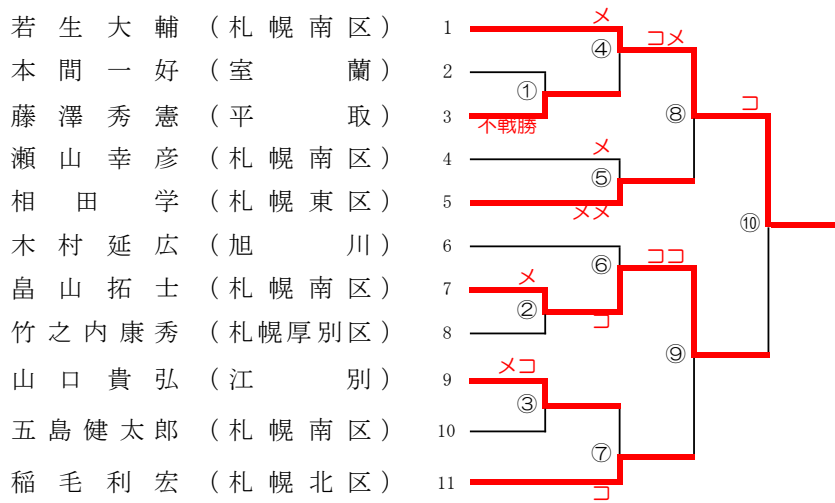 若生大輔 (札幌南区) 1
本間一好 (室蘭) 2
藤澤秀憲 (平取) 3
瀬山幸彦 (札幌南区) 4
相田学 (札幌東区) 5
木村延広 (旭川) 6
畠山拓士 (札幌南区) 7
竹之内康秀 (札幌厚別区) 8
山口貴弘 (江別) 9
五島健太郎 (札幌南区) 10
稲毛利宏 (札幌北区) 11
①
不戦勝
メ
②
メコ
③
メ
④
メ
⑤
メメ
⑥
コ
⑦
コ
コメ
⑧
ココ
⑨
コ
⑩